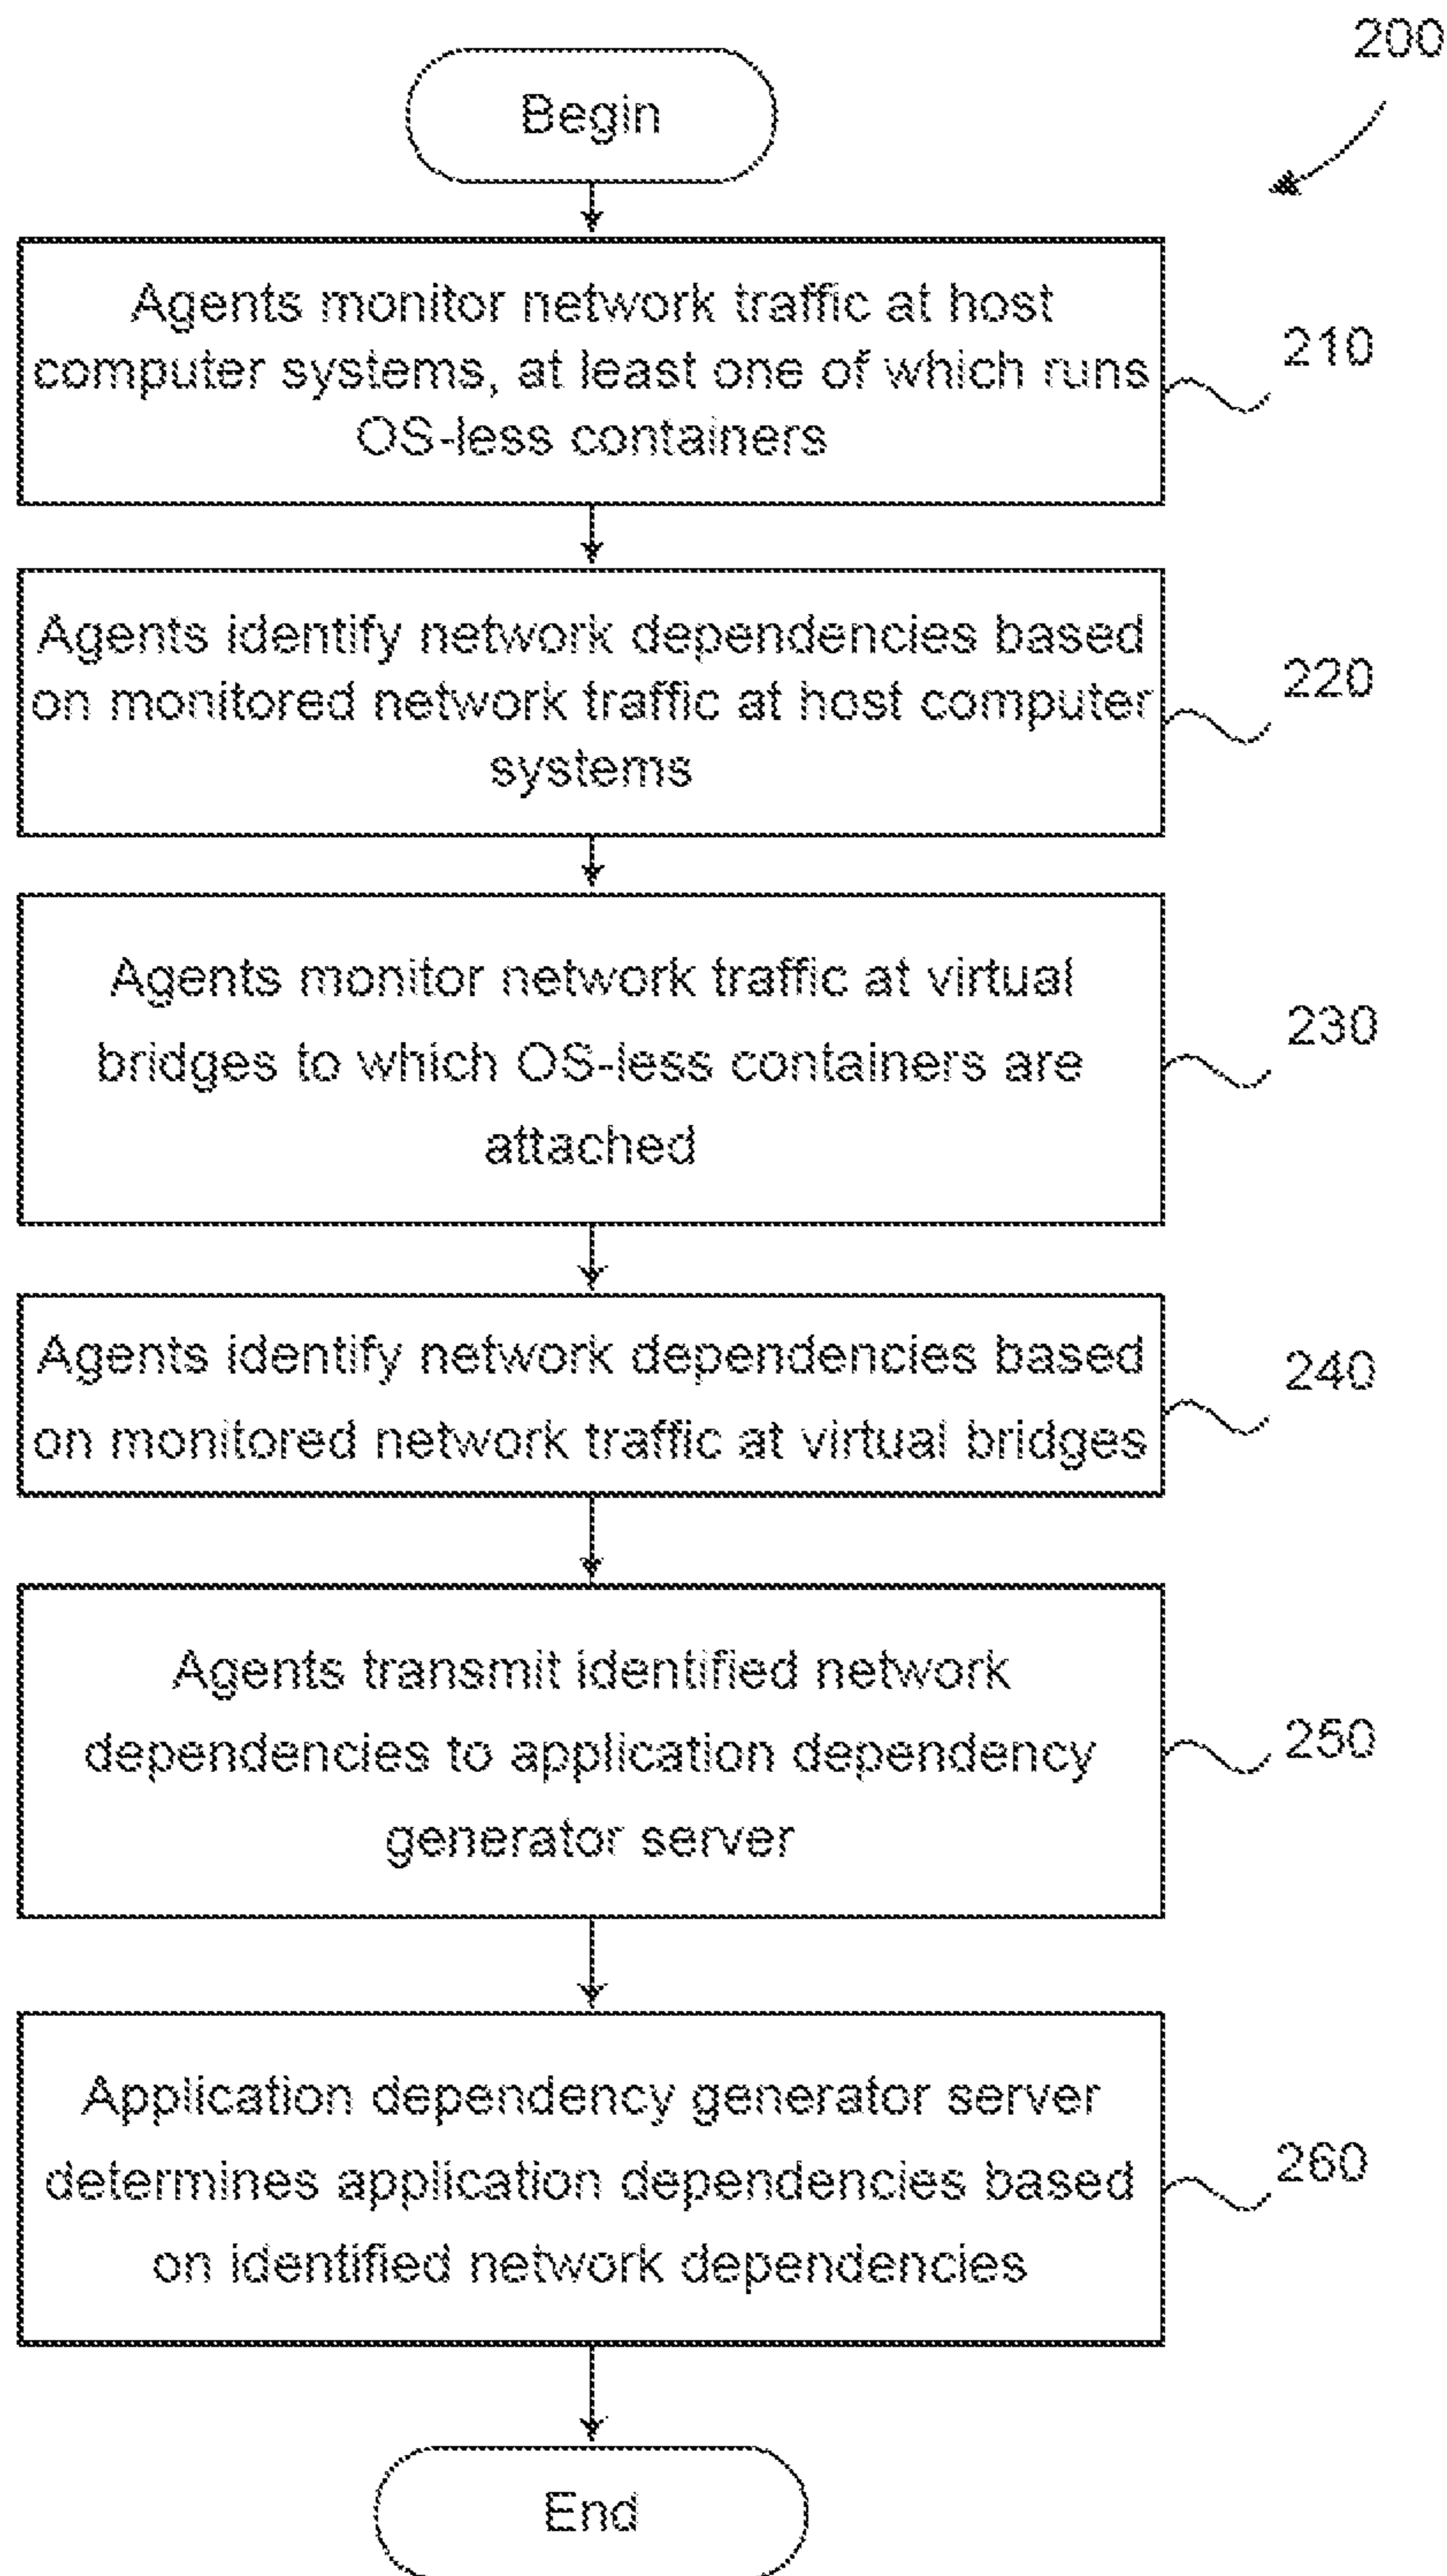 200
Begin
Agents monitor network traffic at host
computer systems, at least one of which runs
OS-less containers
210
Agents identify network dependencies based
on monitored network traffic at host computer
systems
220
Agents monitor network traffic at virtual
bridges to which OS-less containers are
attached
230
Agents identify network dependencies based
on monitored network traffic at virtual bridges
240
Agents transmit identified network
dependencies to application dependency
generator server
250
Application dependency generator server
determines application dependencies based
on identified network dependencies
260
End